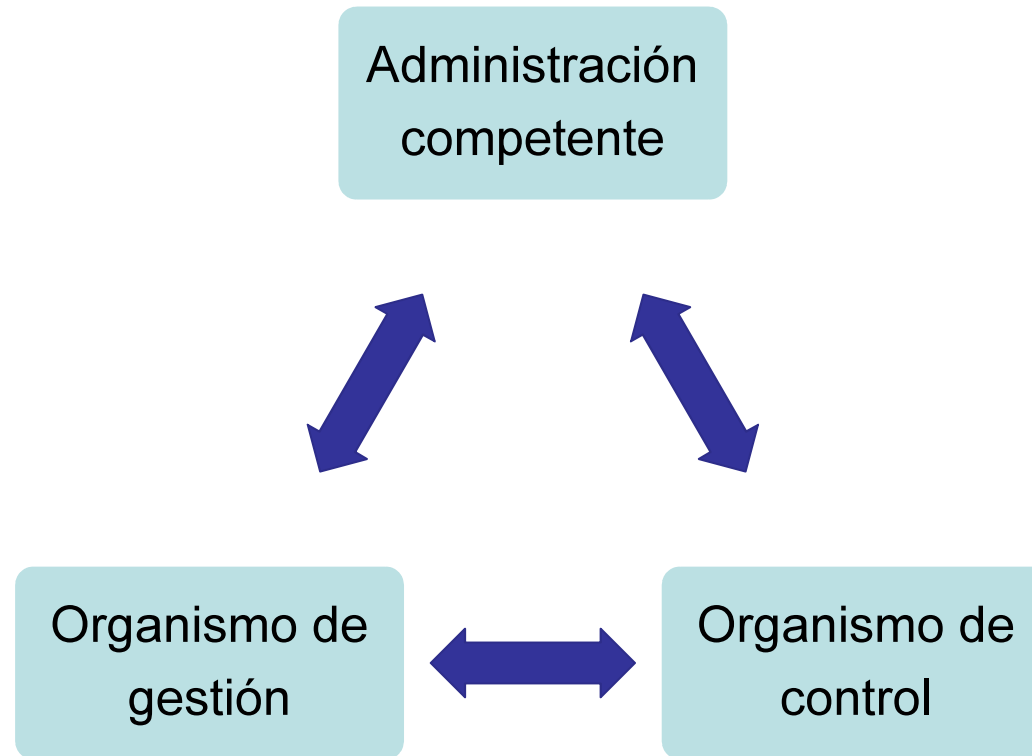 Administración
competente
Organismo de
gestión
Organismo de
control